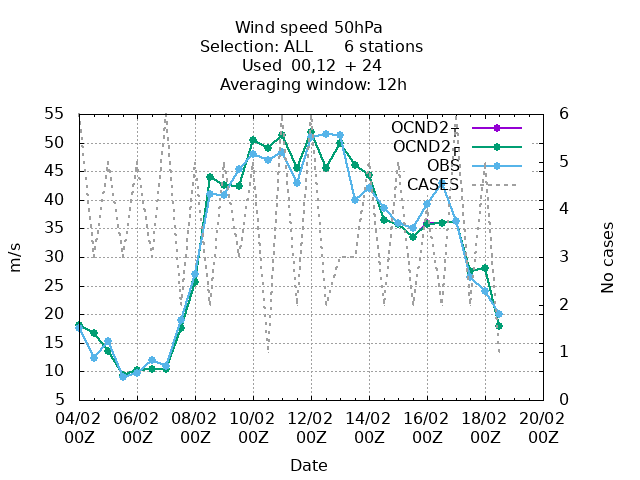 Wind speed 50hPa
Selection: ALL 6 stations
Used 00,12 + 24
Averaging window: 12h
55
50
45
40
35
30
25
20
15
10
5
m/s
OCND2-
OCND2+
OBS
CASES
6
5
4
3
2
1
0
No cases
04/02 06/02 08/02 10/02 12/02 14/02 16/02 18/02 20/02
00Z 00Z 00Z 00Z 00Z 00Z 00Z 00Z 00Z
Date